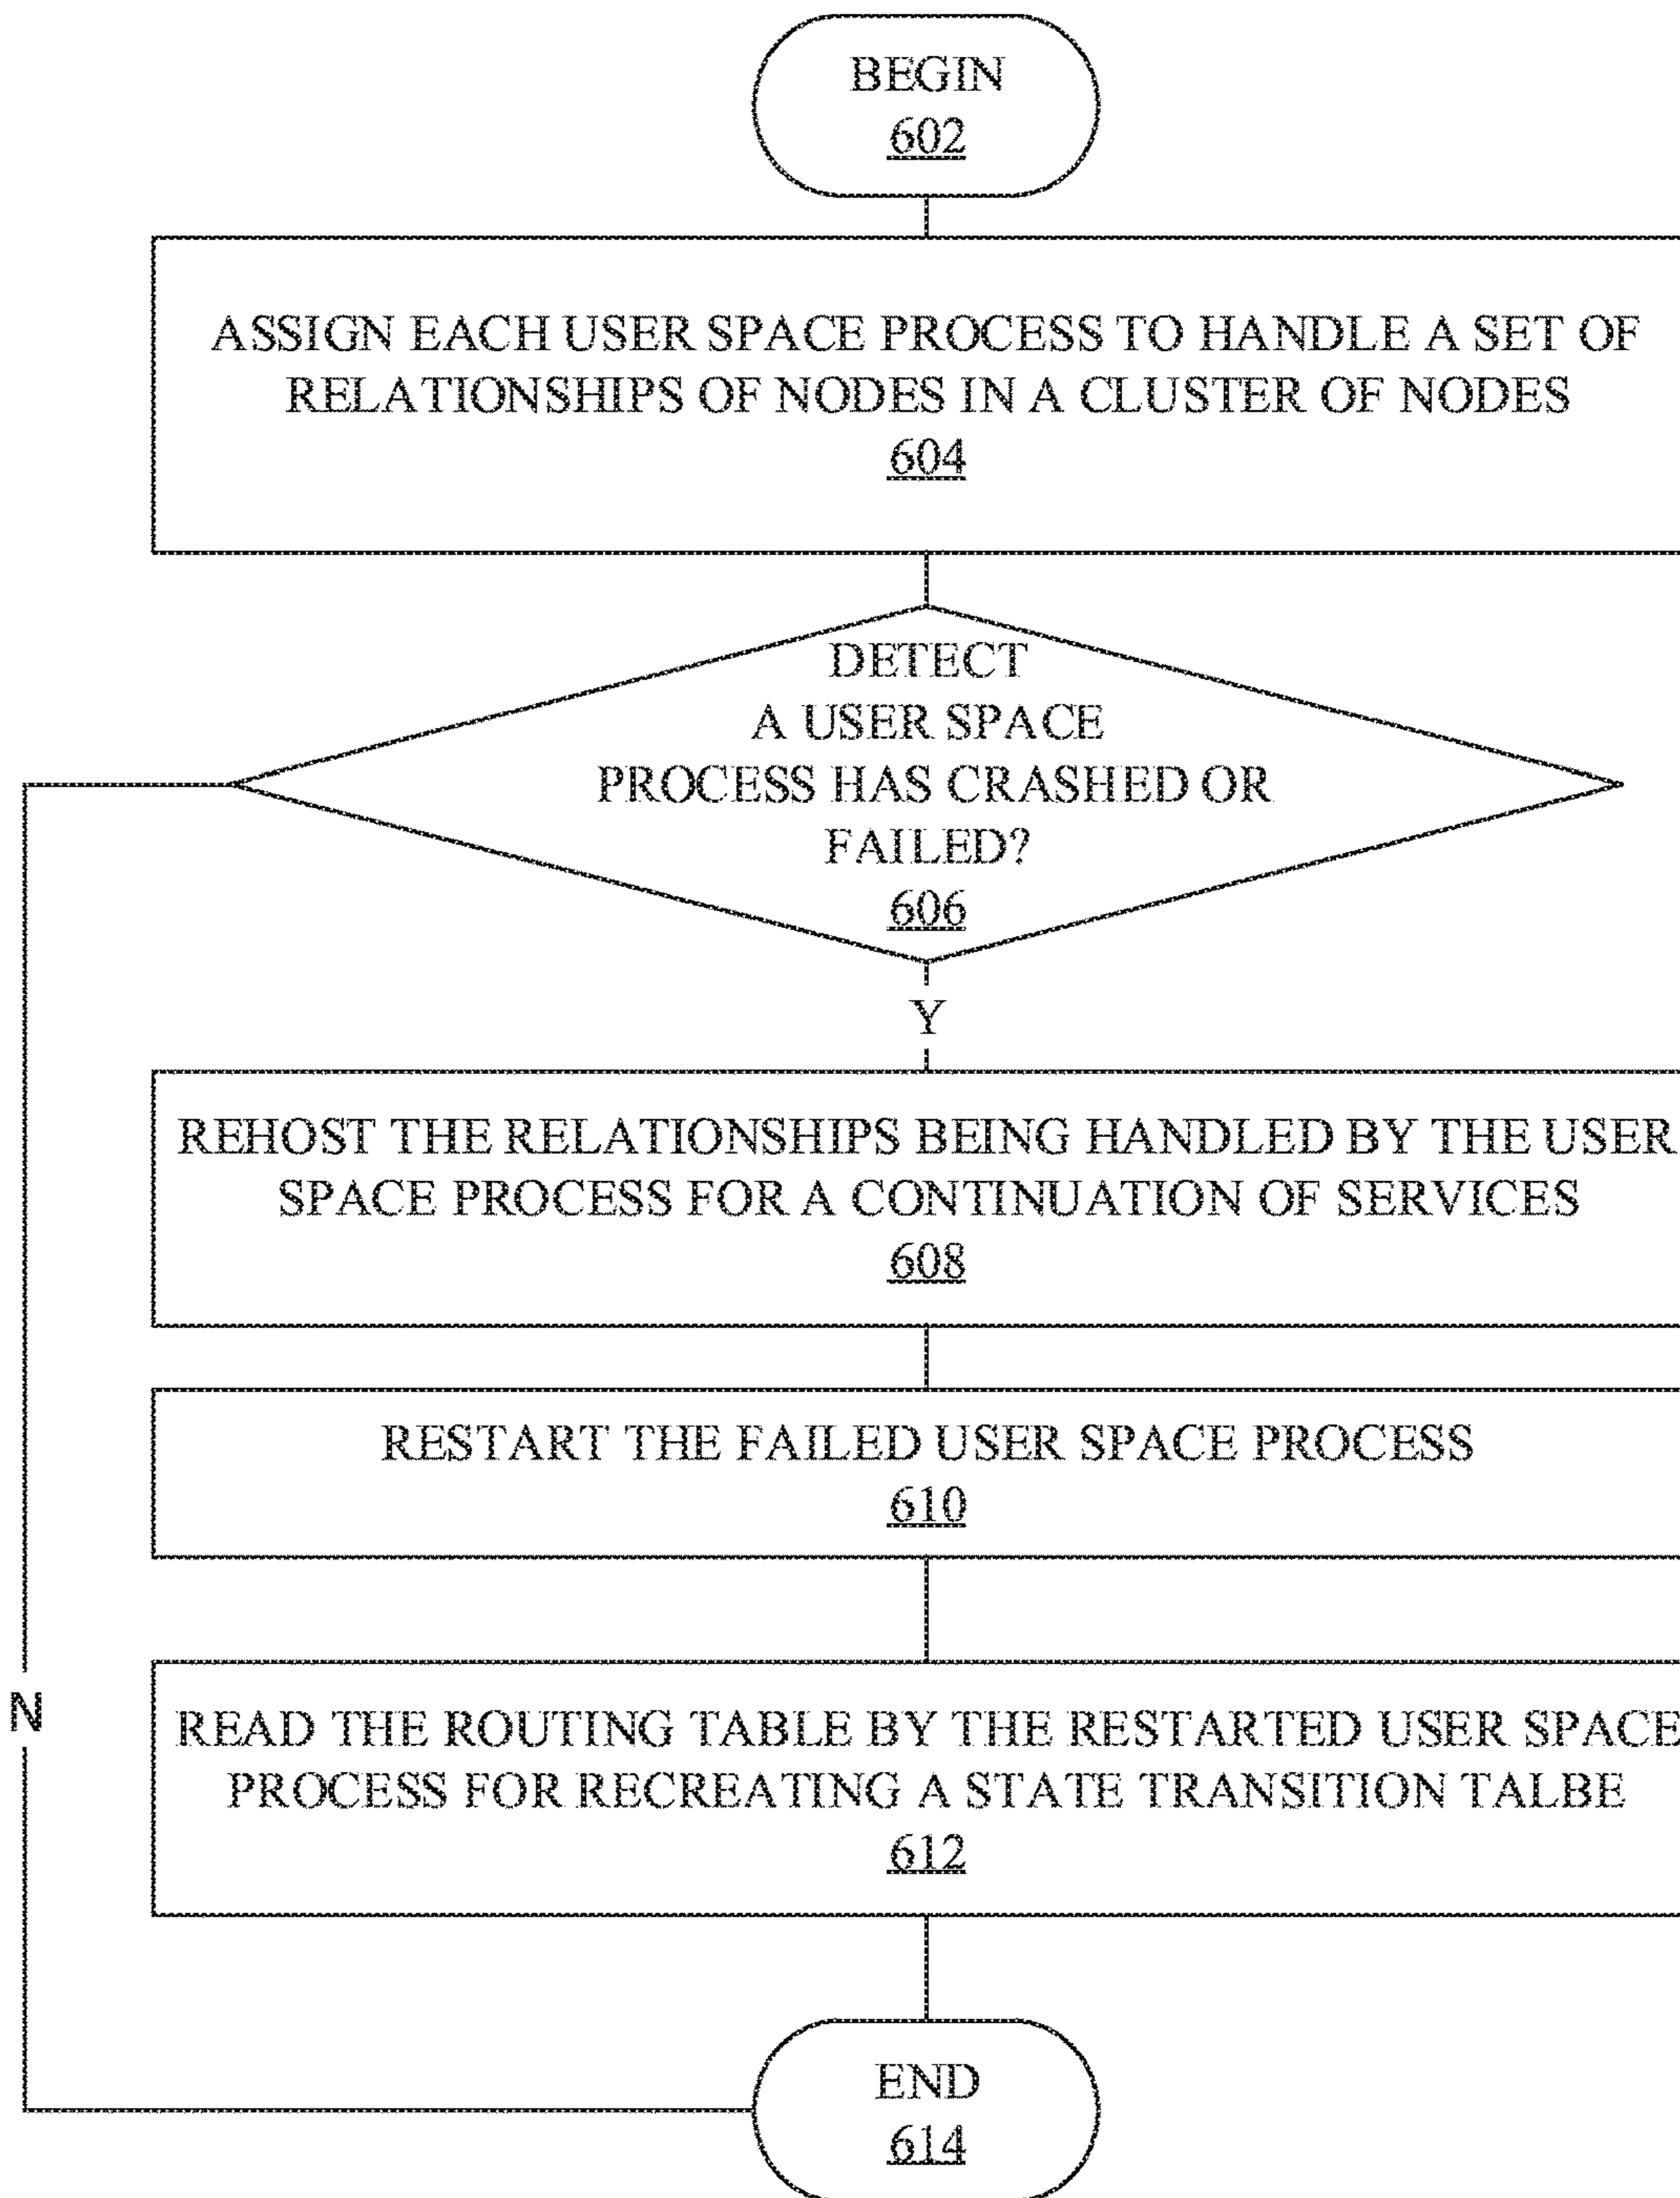 BEGIN
602
ASSIGN EACH USER SPACE PROCESS TO HANDLE A SET OF
RELATIONSHIPS OF NODES IN A CLUSTER OF NODES
604
DETECT
A USER SPACE
PROCESS HAS CRASHED OR
FAILED?
606
Y
REHOST THE RELATIONSHIPS BEING HANDLED BY THE USER
SPACE PROCESS FOR A CONTINUATION OF SERVICES
608
RESTART THE FAILED USER SPACE PROCESS
610
N
READ THE ROUTING TABLE BY THE RESTARTED USER SPACE
PROCESS FOR RECREATING A STATE TRANSITION TALBE
612
END
614